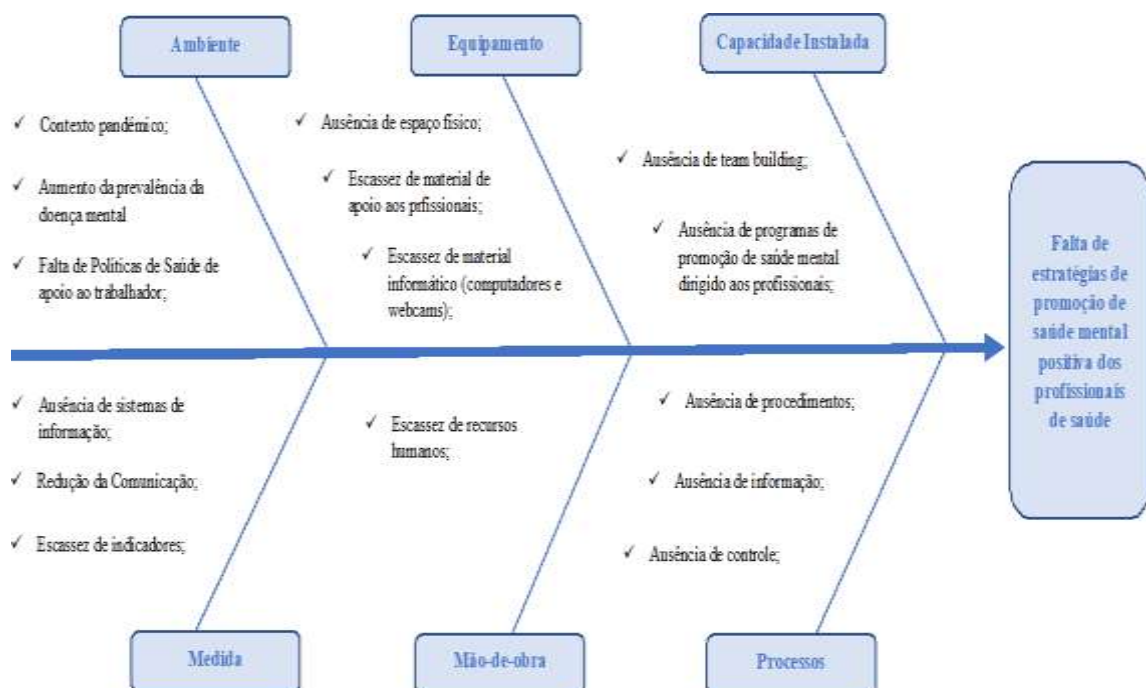 Ambiente
Equipamento
Capacidade Instalada
✓ Contexto pandémico;
✓ Aumento da prevalência da
doença mental
✓ Falta de Políticas de Saúde de
apoio ao trabalhador;
✓ Ausência de espaço físico;
✓ Escassez de material de
apoio aos prfissionais;
✓ Escassez de material
informático (computadores e
webcams);
✓ Ausência de team building;
✓ Ausência de programas de
promoção de saúde mental
dirigido aos profissionais;
Falta de
estratégias de
promoção de
saúde mental
positiva dos
profissionais
de saúde
✓ Ausência de sistemas de
informação;
✓ Redução da Comunicação;
✓ Escassez de indicadores;
✓ Escassez de recursos
humanos;
✓ Ausência de procedimentos;
✓ Ausência de informação;
✓ Ausência de controle;
Medida
Mão-de-obra
Processos